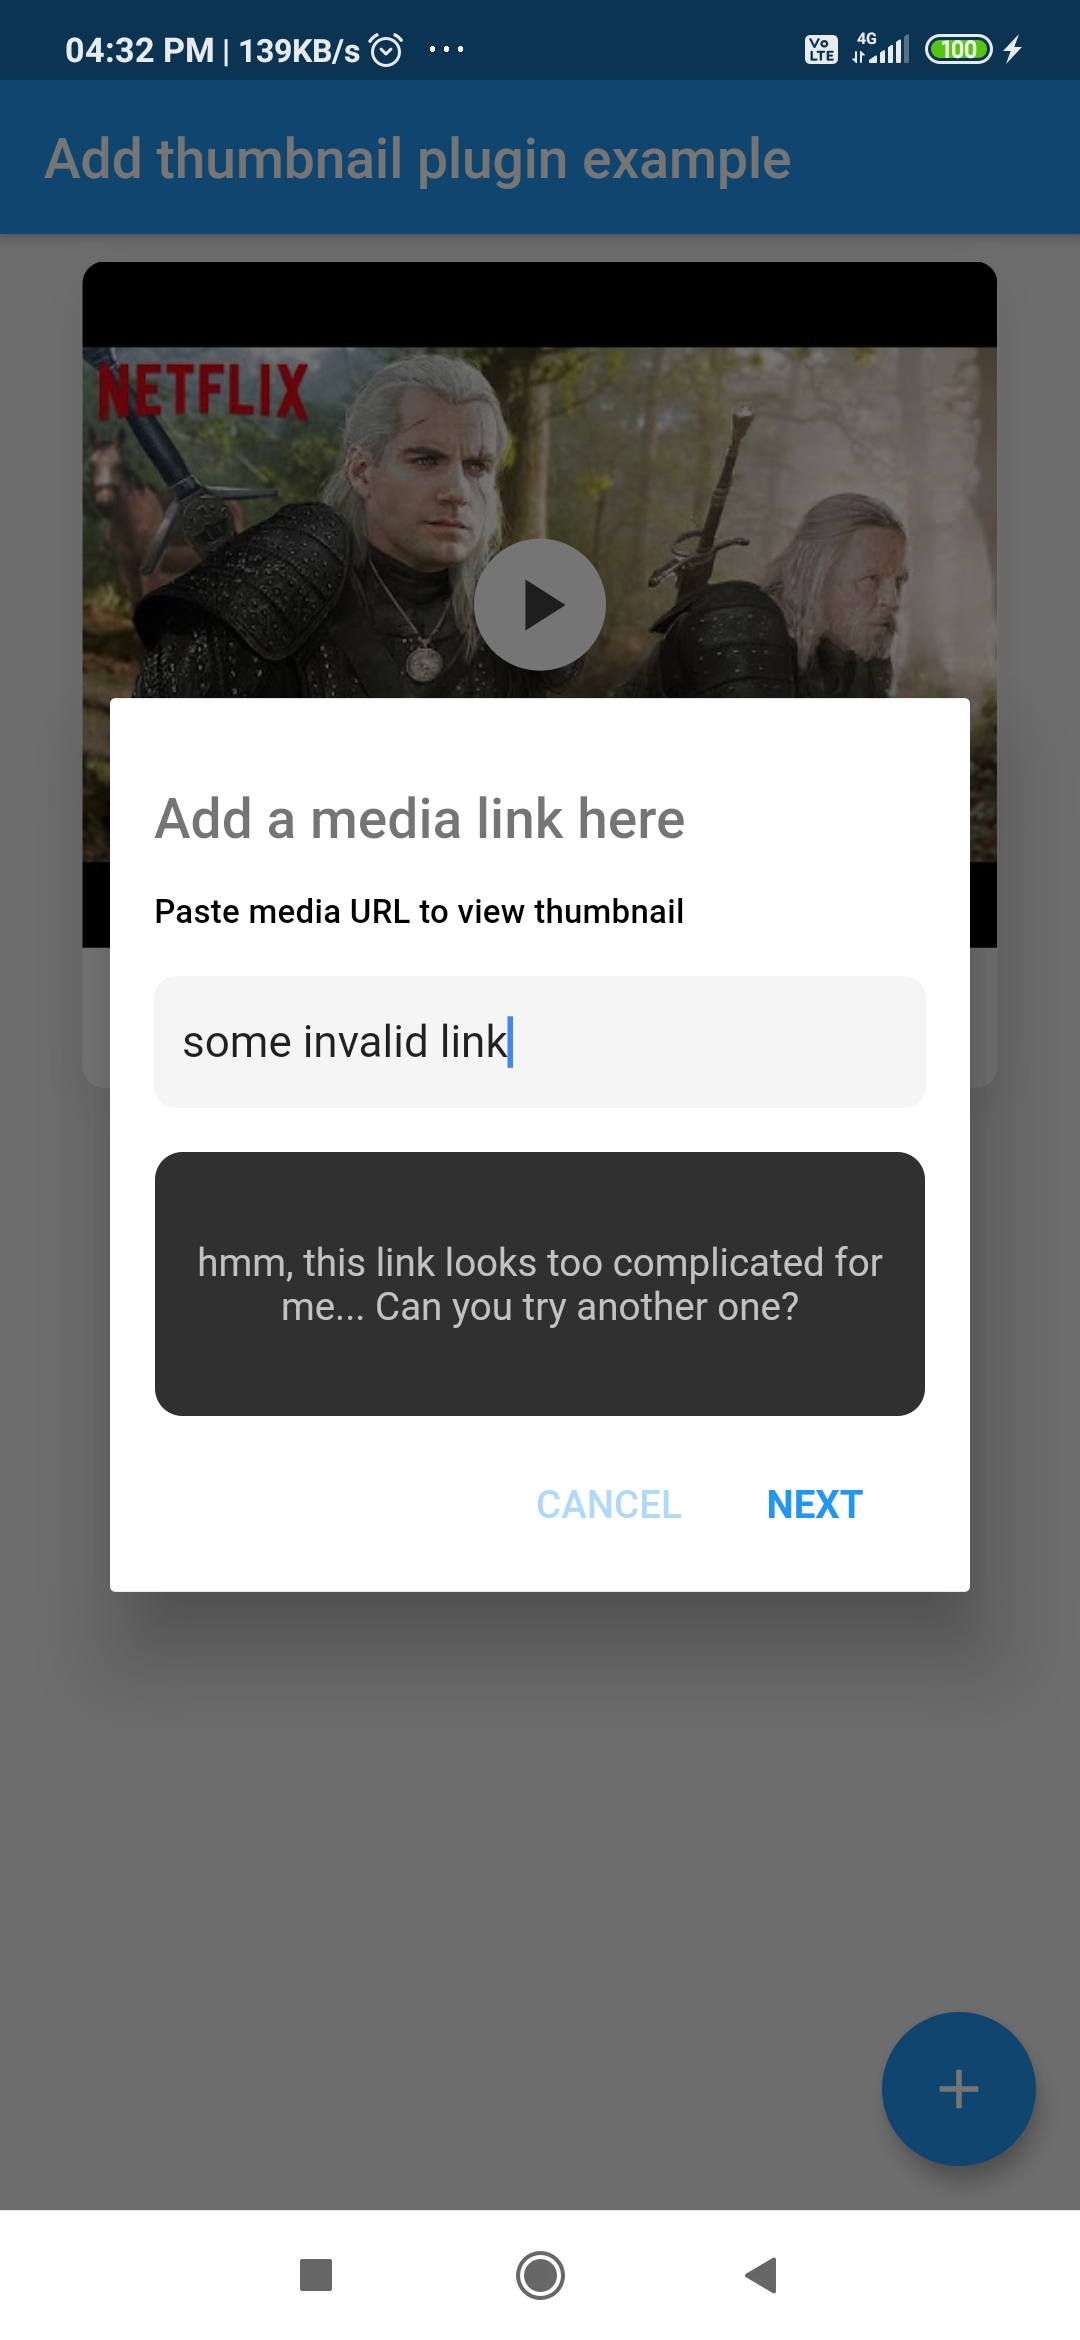 04:32 PM | 139KB/s ...
Vo LTE 4G 100
Add thumbnail plugin example
NETFLIX
Add a media link here
Paste media URL to view thumbnail
some invalid link
hmm, this link looks too complicated for
me... Can you try another one?
CANCEL NEXT